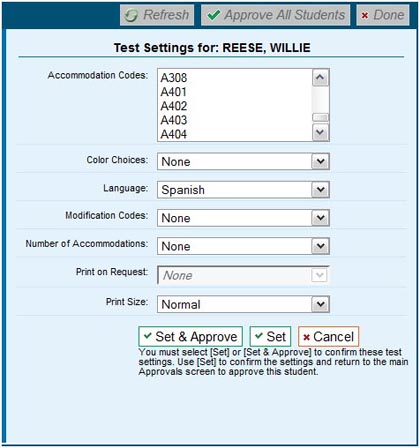 Refresh Approve All Students Done
Test Settings for: REESE, WILLIE
Accommodation Codes: A308
A401
A402
A403
A404
Color Choices: None
Language: Spanish
Modification Codes: None
Number of Accommodations: None
Print on Request: None
Print Size: Normal
Set & Approve Set Cancel
You must select [Set] or [Set & Approve] to confirm these test
settings. Use [Set] to confirm the settings and return to the main
Approvals screen to approve this student.